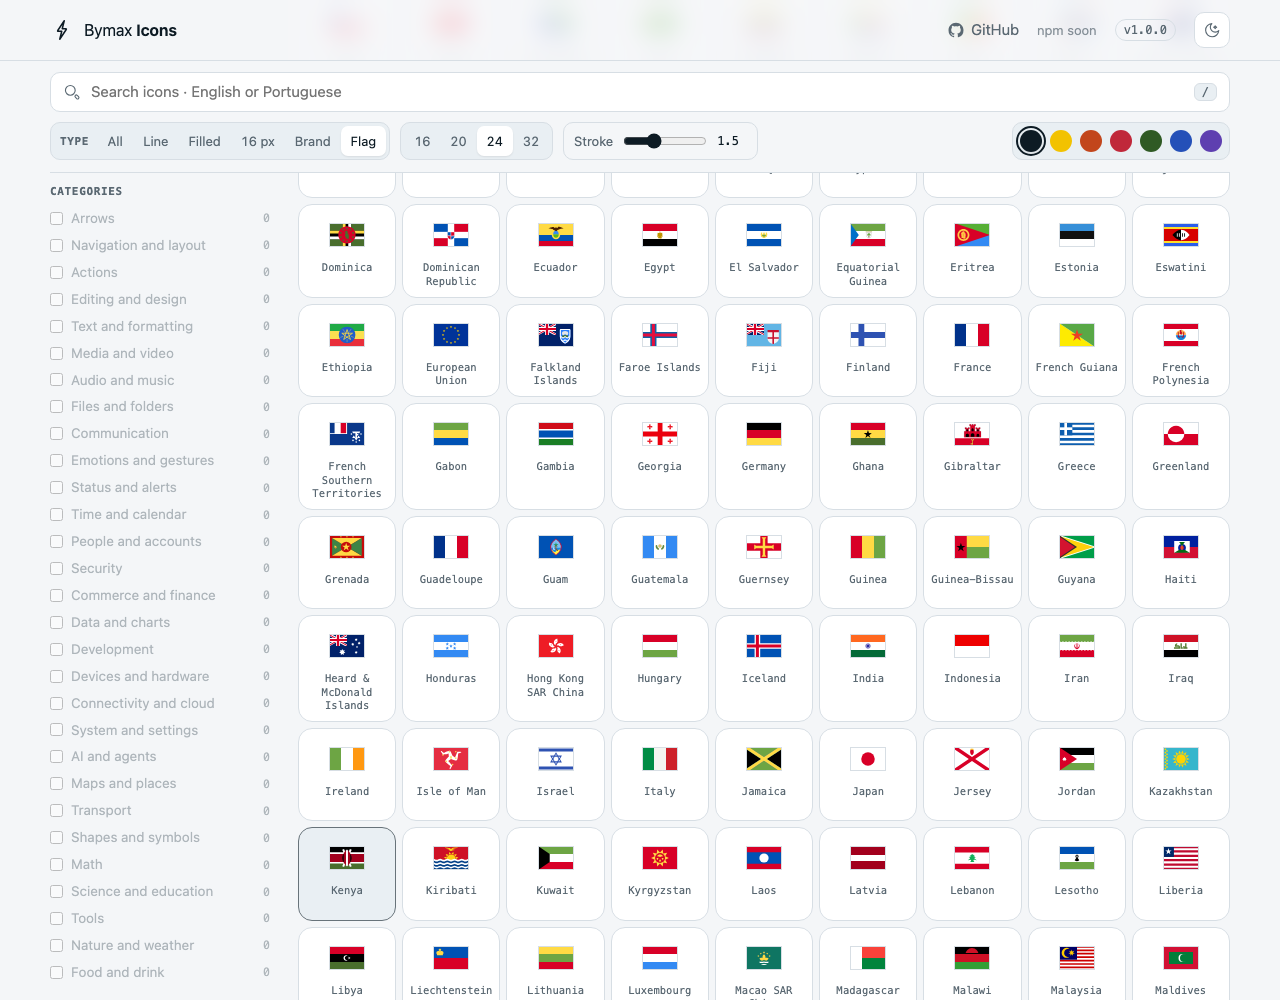 Bymax Icons
GitHub
npm soon
v1.0.0
Search icons · English or Portuguese
/
TYPE
All
Line
Filled
16 px
Brand
Flag
16
20
24
32
Stroke
1.5
CATEGORIES
Arrows 0
Navigation and layout 0
Actions 0
Editing and design 0
Text and formatting 0
Media and video 0
Audio and music 0
Files and folders 0
Communication 0
Emotions and gestures 0
Status and alerts 0
Time and calendar 0
People and accounts 0
Security 0
Commerce and finance 0
Data and charts 0
Development 0
Devices and hardware 0
Connectivity and cloud 0
System and settings 0
AI and agents 0
Maps and places 0
Transport 0
Shapes and symbols 0
Math 0
Science and education 0
Tools 0
Nature and weather 0
Food and drink 0
Dominica
Dominican
Republic
Ecuador
Egypt
El Salvador
Equatorial
Guinea
Eritrea
Estonia
Eswatini
Ethiopia
European
Union
Falkland
Islands
Faroe Islands
Fiji
Finland
France
French Guiana
French
Polynesia
French
Southern
Territories
Gabon
Gambia
Georgia
Germany
Ghana
Gibraltar
Greece
Greenland
Grenada
Guadeloupe
Guam
Guatemala
Guernsey
Guinea
Guinea–Bissau
Guyana
Haiti
Heard &
McDonald
Islands
Honduras
Hong Kong
SAR China
Hungary
Iceland
India
Indonesia
Iran
Iraq
Ireland
Isle of Man
Israel
Italy
Jamaica
Japan
Jersey
Jordan
Kazakhstan
Kenya
Kiribati
Kuwait
Kyrgyzstan
Laos
Latvia
Lebanon
Lesotho
Liberia
Libya
Liechtenstein
Lithuania
Luxembourg
Macao SAR
Madagascar
Malawi
Malaysia
Maldives